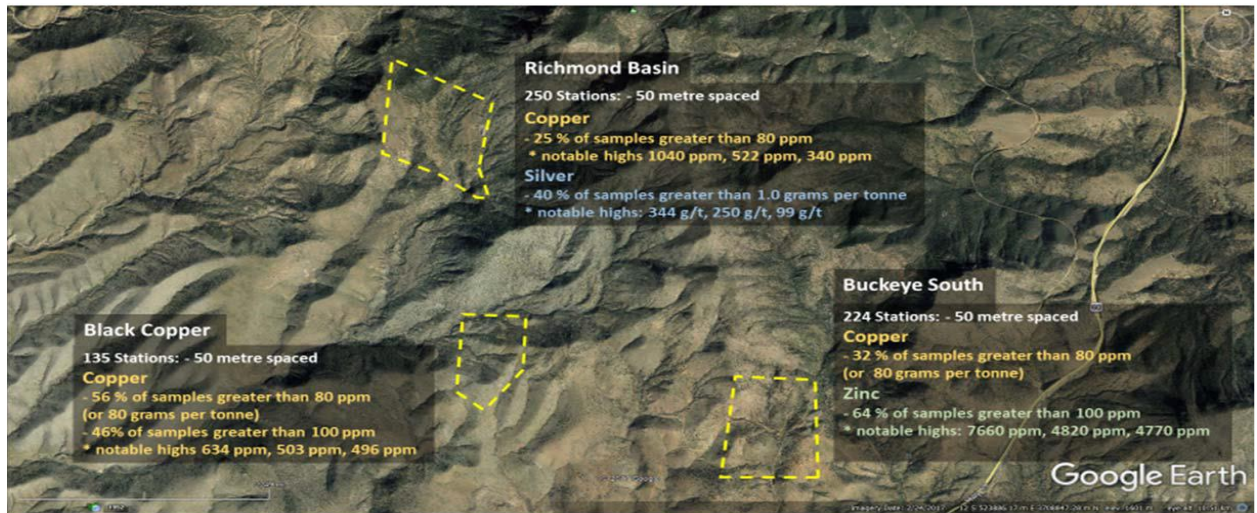 Richmond Basin
250 Stations: - 50 metre spaced
Copper
- 25 % of samples greater than 80 ppm
* notable highs 1040 ppm, 522 ppm, 340 ppm
Silver
- 40 % of samples greater than 1.0 grams per tonne
* notable highs: 344 g/t, 250 g/t, 99 g/t
Buckeye South
224 Stations: - 50 metre spaced
Copper
- 32 % of samples greater than 80 ppm
(or 80 grams per tonne)
Zinc
- 64 % of samples greater than 100 ppm
* notable highs: 7660 ppm, 4820 ppm, 4770 ppm
Black Copper
135 Stations: - 50 metre spaced
Copper
- 56 % of samples greater than 80 ppm
(or 80 grams per tonne)
- 46% of samples greater than 100 ppm
* notable highs 634 ppm, 503 ppm, 496 ppm
Google Earth